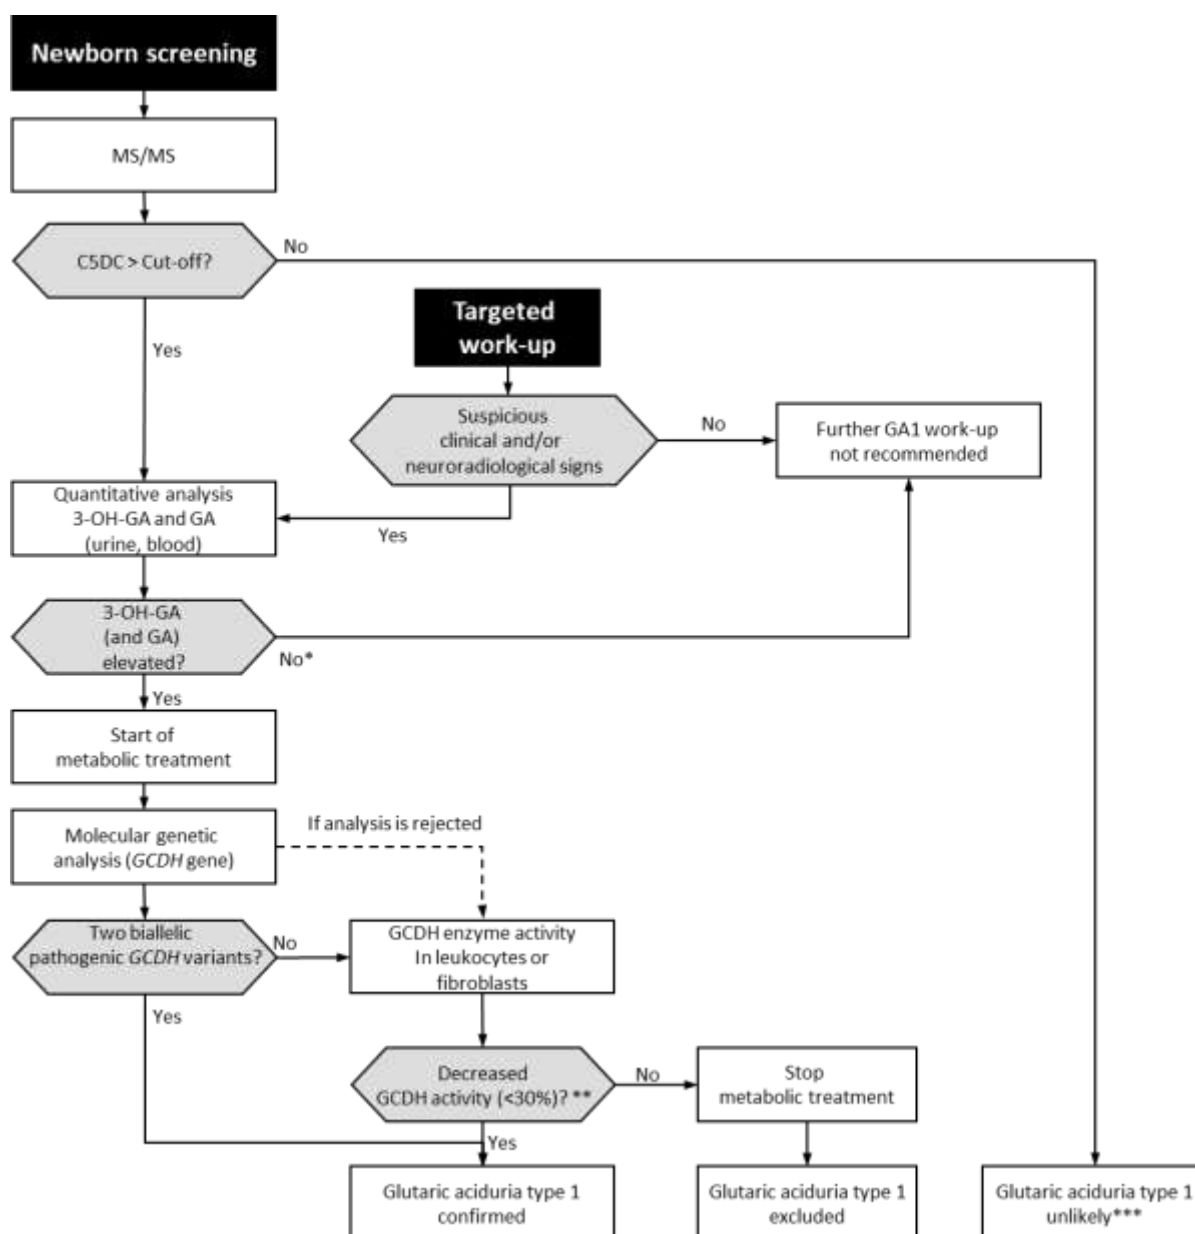 Newborn screening
MS/MS
C5DC > Cut-off?
No
Yes
Targeted
work-up
Suspicious
clinical and/or
neuroradiological signs
No
Further GA1 work-up
not recommended
Yes
Quantitative analysis
3-OH-GA and GA
(urine, blood)
3-OH-GA
(and GA)
elevated?
No*
Yes
Start of
metabolic treatment
Molecular genetic
analysis (GCDH gene)
If analysis is rejected
Two biallelic
pathogenic GCDH variants?
No
GCDH enzyme activity
In leukocytes or
fibroblasts
Yes
Decreased
GCDH activity (<30%)? **
No
Stop
metabolic treatment
Yes
Glutaric aciduria type 1
confirmed
Glutaric aciduria type 1
excluded
Glutaric aciduria type 1
unlikely***